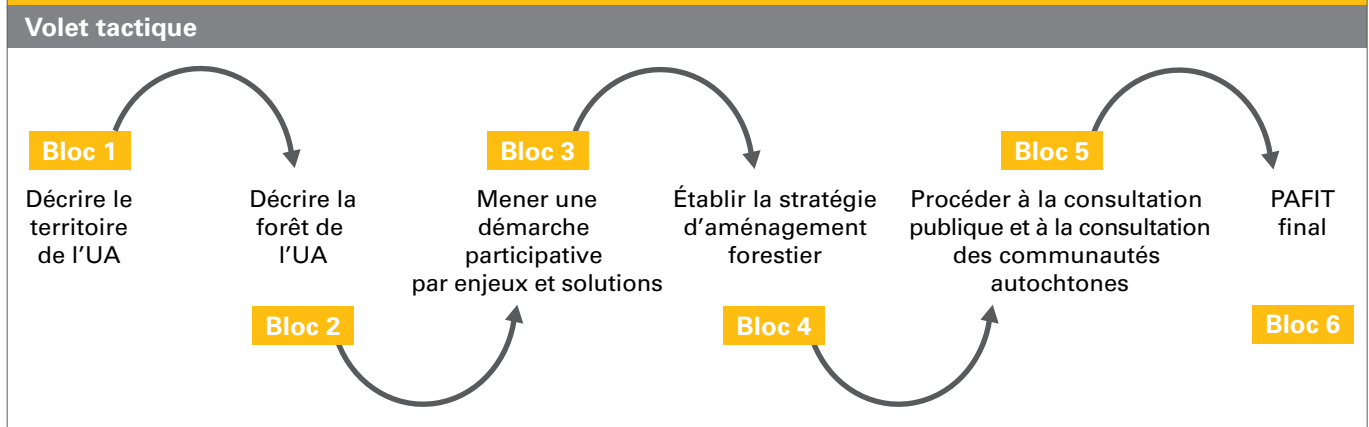 Volet tactique
Bloc 1
Décrire le
territoire
de l’UA
Décrire la
forêt de
l’UA
Bloc 2
Bloc 3
Mener une
démarche
participative
par enjeux et solutions
Établir la stratégie
d’aménagement
forestier
Bloc 4
Bloc 5
Procéder à la consultation
publique et à la consultation
des communautés
autochtones
PAFIT
final
Bloc 6